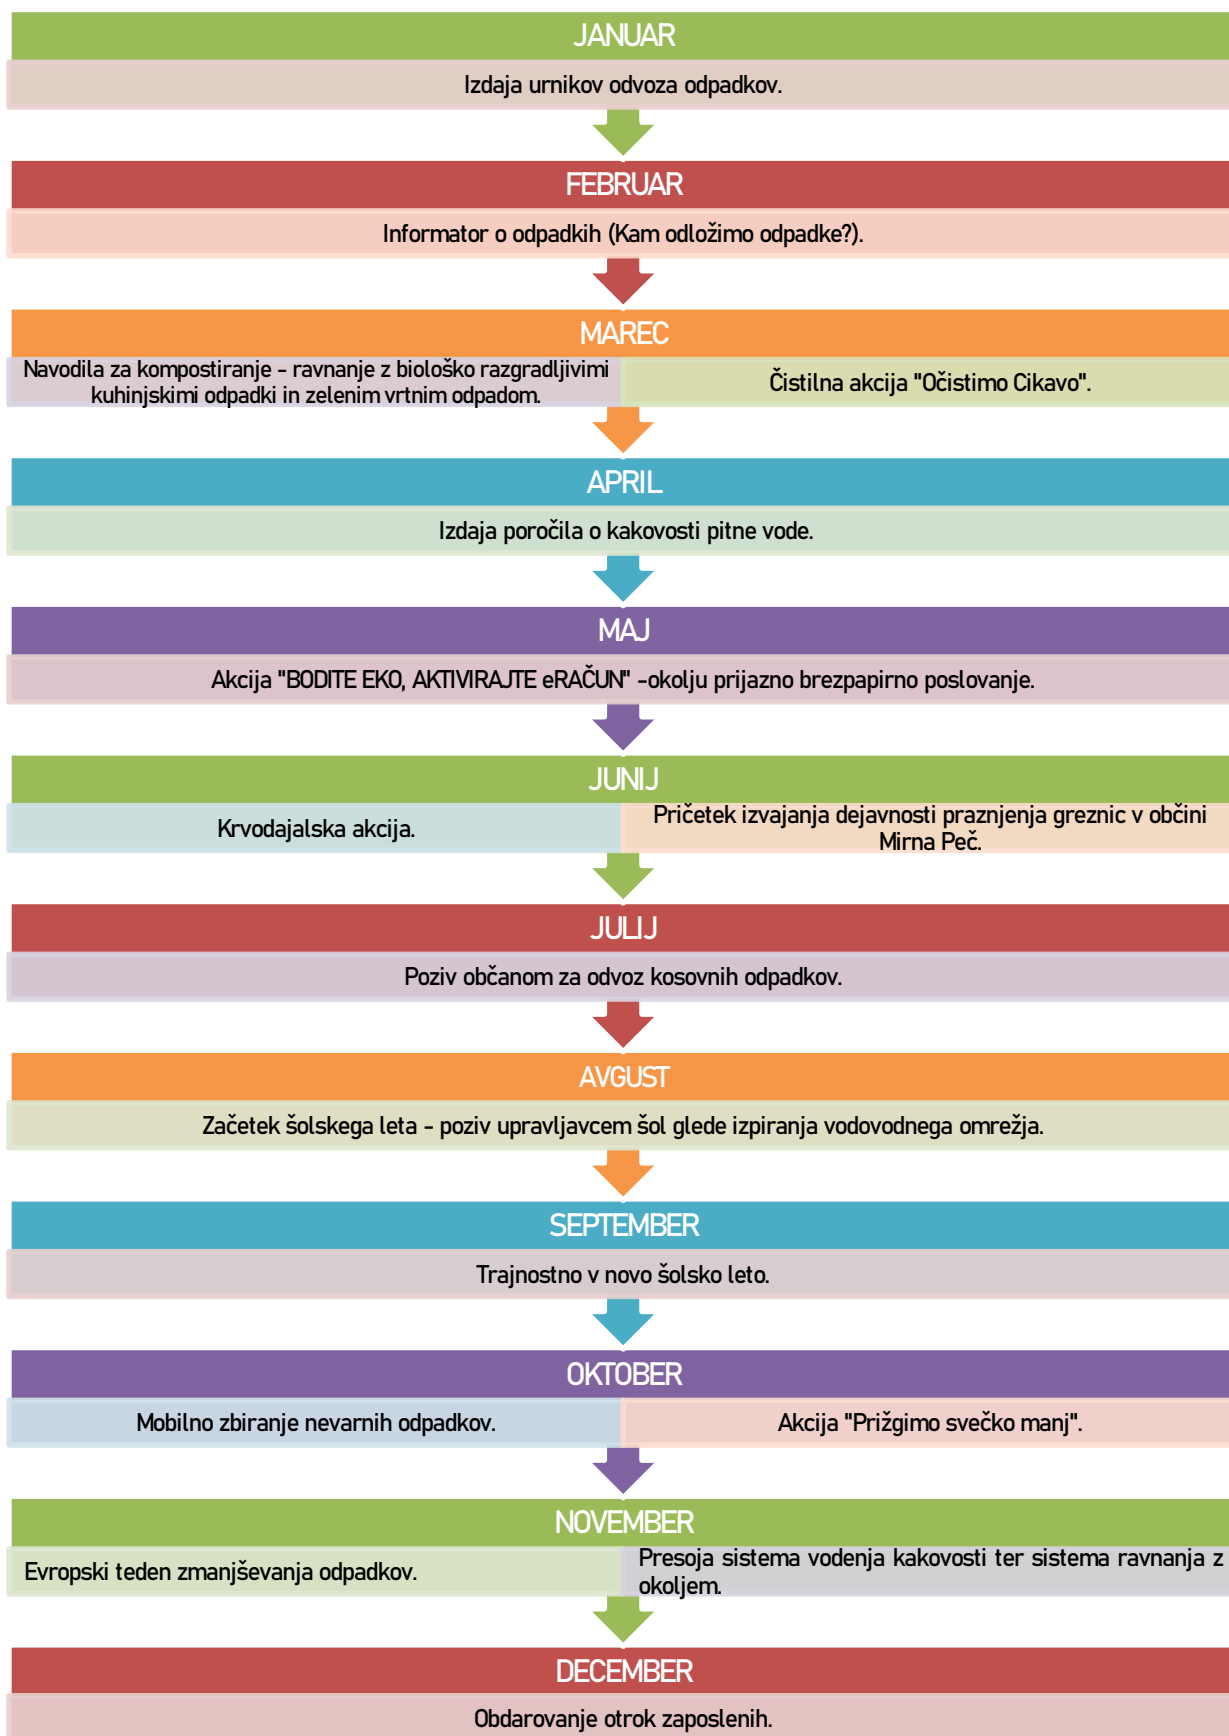 JANUAR
Izdaja urnikov odvoza odpadkov.
FEBRUAR
Informator o odpadkih (Kam odložimo odpadke?).
MAREC
Navodila za kompostiranje - ravnanje z biološko razgradljivimi
kuhinjskimi odpadki in zelenim vrtnim odpadom.
Čistilna akcija "Očistimo Cikavo".
APRIL
Izdaja poročila o kakovosti pitne vode.
MAJ
Akcija "BODITE EKO, AKTIVIRAJTE eRAČUN" -okolju prijazno brezpapirno poslovanje.
JUNIJ
Krvodajalska akcija.
Pričetek izvajanja dejavnosti praznjenja greznic v občini
Mirna Peč.
JULIJ
Poziv občanom za odvoz kosovnih odpadkov.
AVGUST
Začetek šolskega leta - poziv upravljavcem šol glede izpiranja vodovodnega omrežja.
SEPTEMBER
Trajnostno v novo šolsko leto.
OKTOBER
Mobilno zbiranje nevarnih odpadkov.
Akcija "Prižgimo svečko manj".
NOVEMBER
Evropski teden zmanjševanja odpadkov.
Presoja sistema vodenja kakovosti ter sistema ravnanja z
okoljem.
DECEMBER
Obdarovanje otrok zaposlenih.